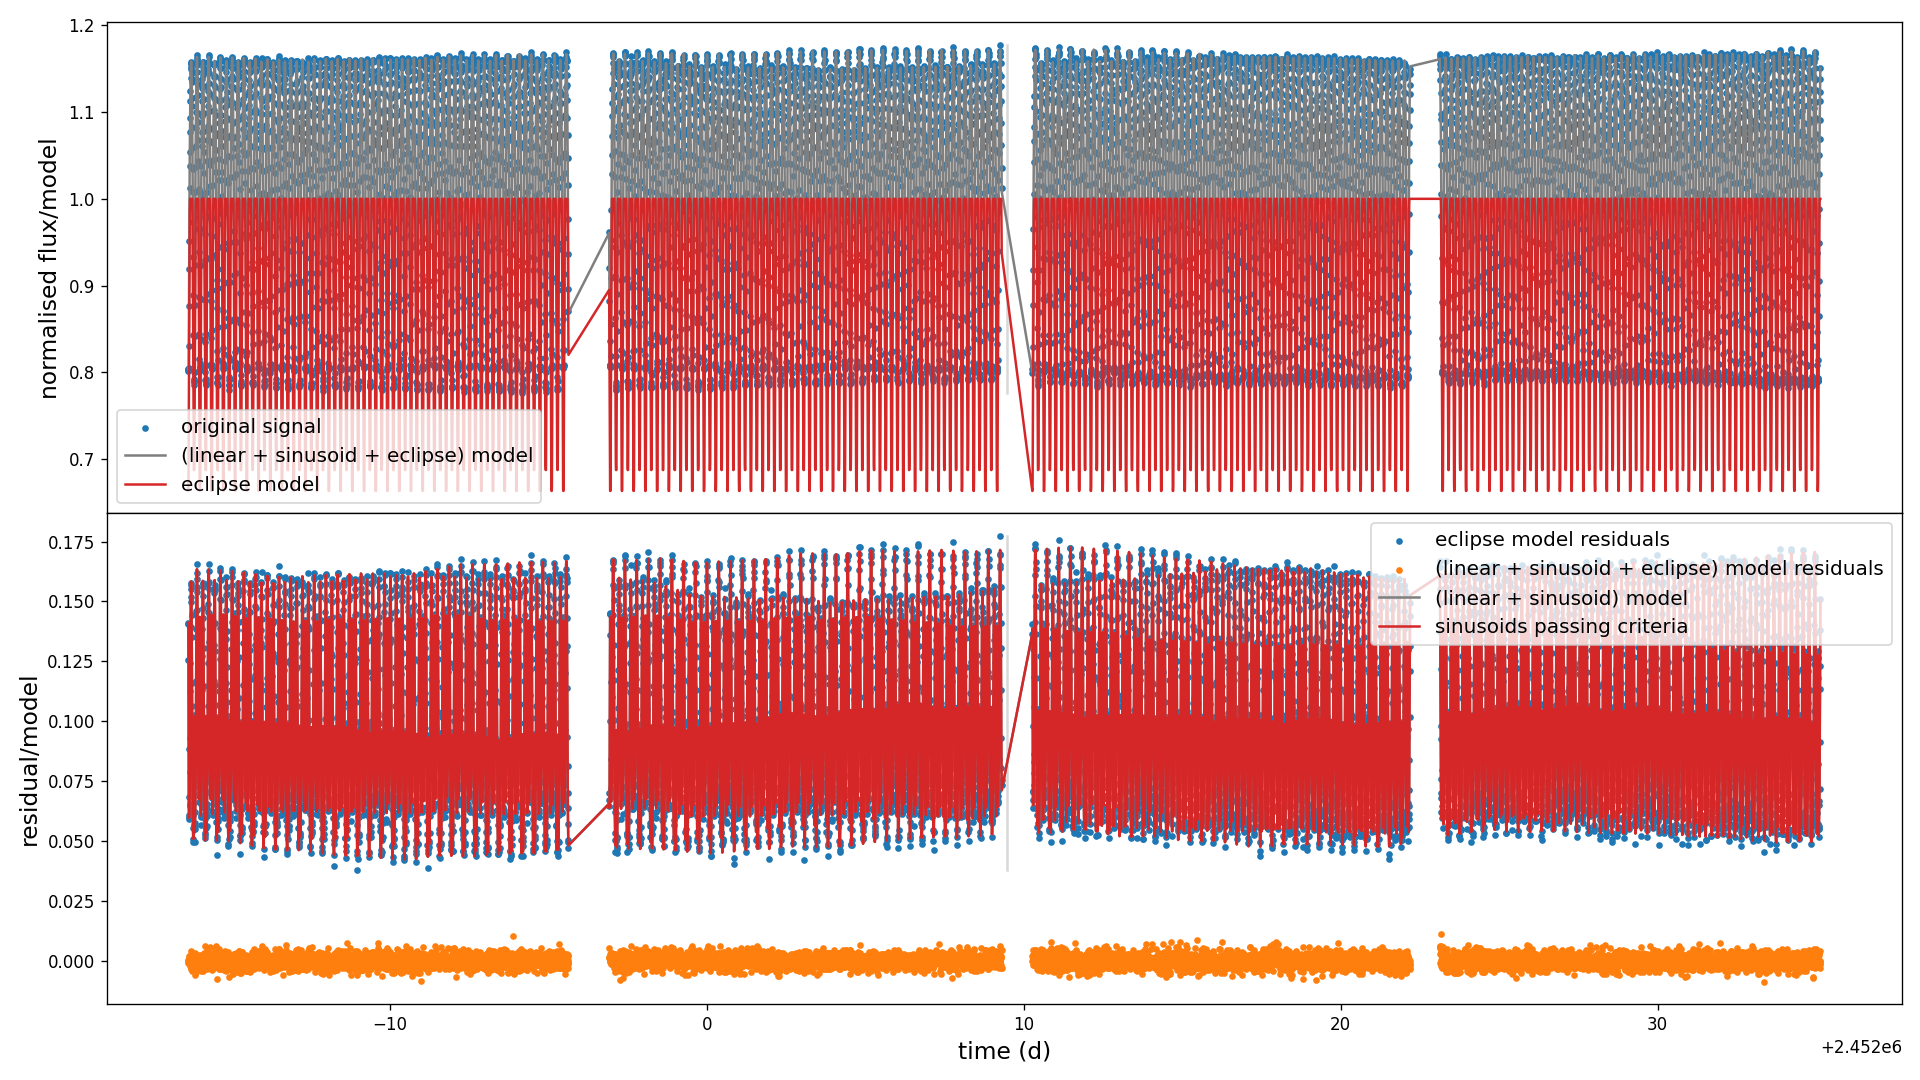 1.2
1.1
1.0
0.9
0.8
0.7
normalised flux/model
original signal
(linear + sinusoid + eclipse) model
eclipse model
0.175
0.150
0.125
0.100
0.075
0.050
0.025
0.000
residual/model
eclipse model residuals
(linear + sinusoid + eclipse) model residuals
(linear + sinusoid) model
sinusoids passing criteria
−10
0
10
20
30
time (d)
+2.452e6